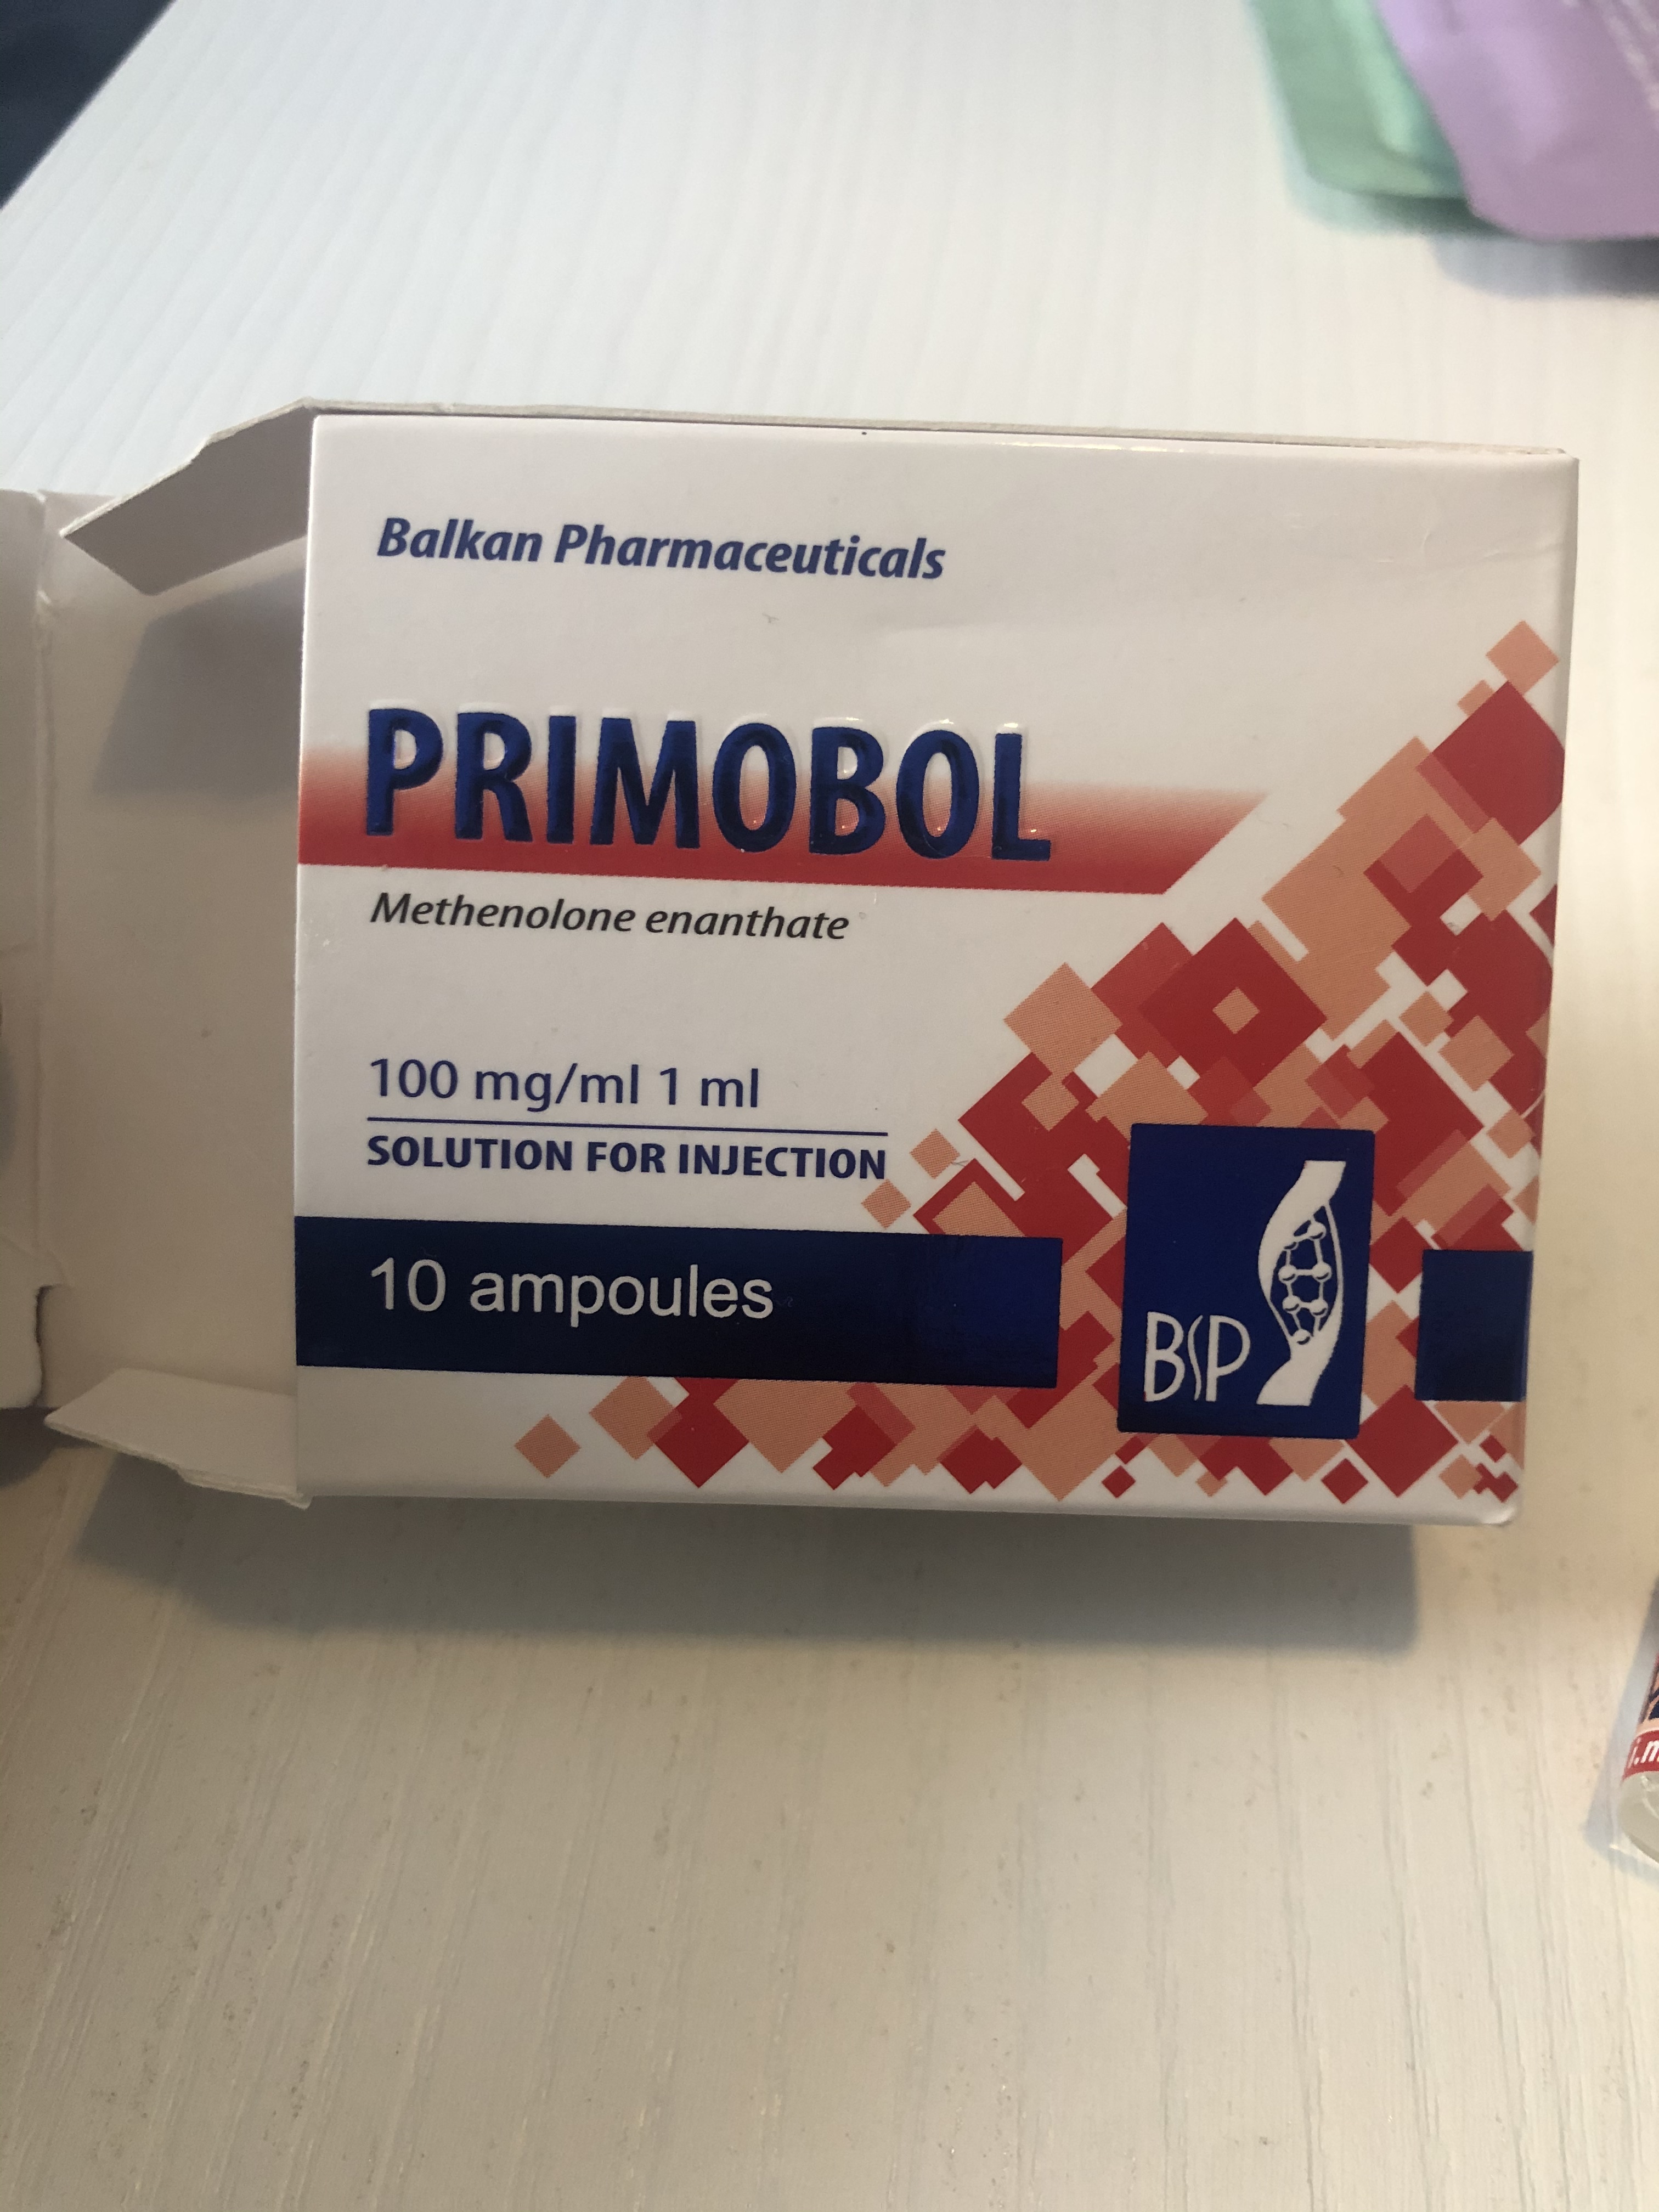 Balkan Pharmaceuticals
PRIMOBOL
Methenolone enanthate
100 mg/ml 1 ml
SOLUTION FOR INJECTION
10 ampoules
BSP